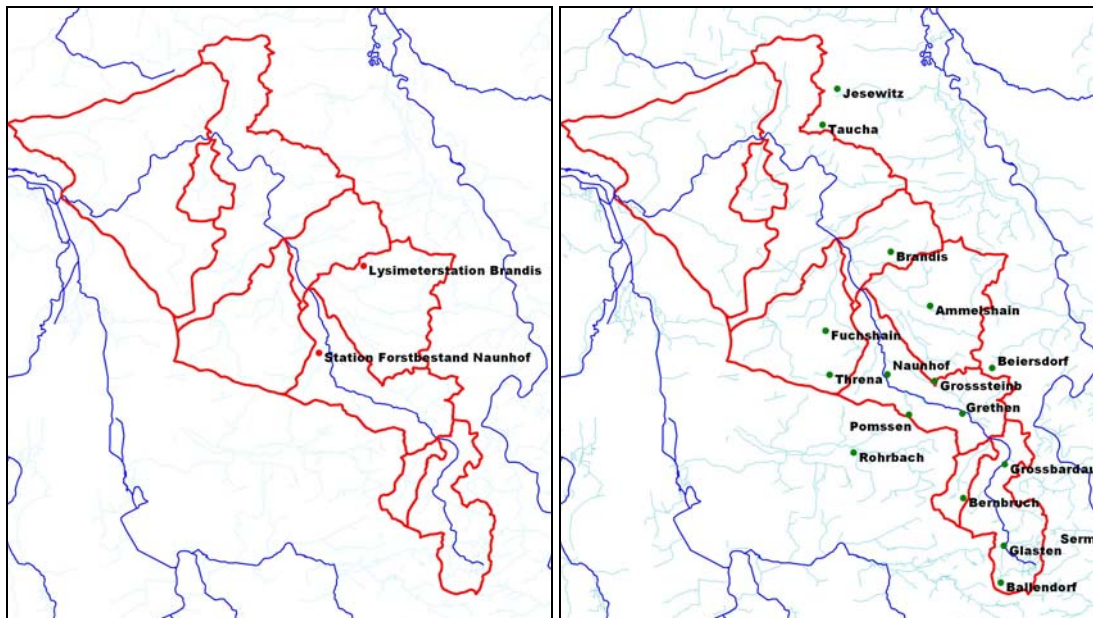 Lysimeterstation Brandis
Station Forstbestand Naunhof
Jesewitz
Taucha
Brandis
Ammelshain
Fuchshain
Naunhof
Beiersdorf
Threna
Grosssteinb
Grethen
Pomssen
Rohrbach
Grossbardau
Bernbruch
Serm
Glasten
Ballendorf